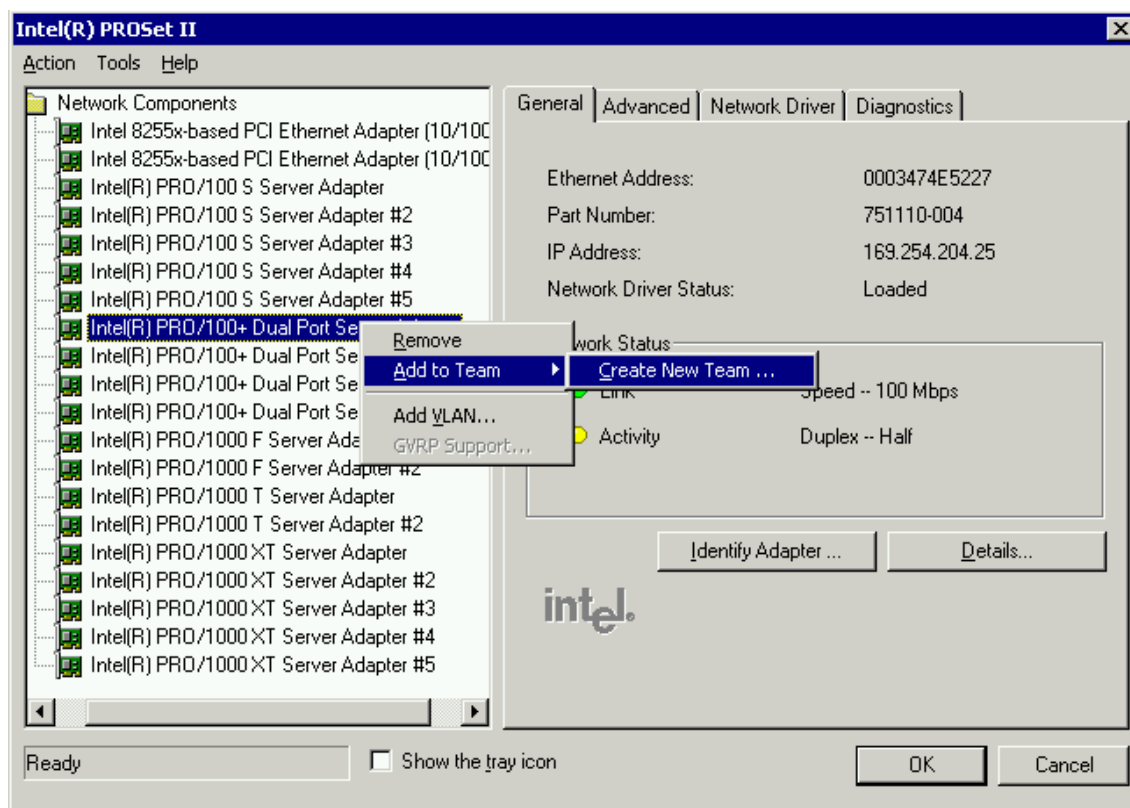 Intel(R) PROSet II
Action Tools Help
Network Components
Intel 8255x-based PCI Ethernet Adapter (10/100
Intel 8255x-based PCI Ethernet Adapter (10/100
Intel(R) PRO/100 S Server Adapter
Intel(R) PRO/100 S Server Adapter #2
Intel(R) PRO/100 S Server Adapter #3
Intel(R) PRO/100 S Server Adapter #4
Intel(R) PRO/100 S Server Adapter #5
Intel(R) PRO/100+ Dual Port Se
Intel(R) PRO/100+ Dual Port Se
Intel(R) PRO/100+ Dual Port Se
Intel(R) PRO/100+ Dual Port Se
Intel(R) PRO/1000 F Server Ada
Intel(R) PRO/1000 F Server Adapter #2
Intel(R) PRO/1000 T Server Adapter
Intel(R) PRO/1000 T Server Adapter #2
Intel(R) PRO/1000 XT Server Adapter
Intel(R) PRO/1000 XT Server Adapter #2
Intel(R) PRO/1000 XT Server Adapter #3
Intel(R) PRO/1000 XT Server Adapter #4
Intel(R) PRO/1000 XT Server Adapter #5
Remove
Add to Team
Create New Team ...
Add VLAN...
GVRP Support...
General Advanced Network Driver Diagnostics
Ethernet Address: 0003474E5227
Part Number: 751110-004
IP Address: 169.254.204.25
Network Driver Status: Loaded
work Status
Link Speed -- 100 Mbps
Activity Duplex -- Half
Identify Adapter ... Details...
intel®
Ready
Show the tray icon
OK Cancel